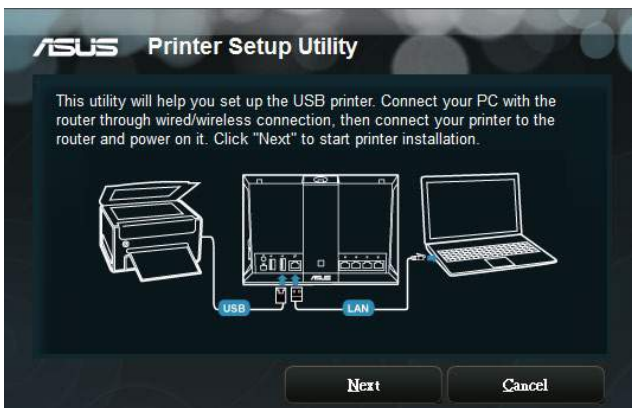 ASUS Printer Setup Utility
This utility will help you set up the USB printer. Connect your PC with the
router through wired/wireless connection, then connect your printer to the
router and power on it. Click "Next" to start printer installation.
ASUS
USB
LAN
Next
Cancel